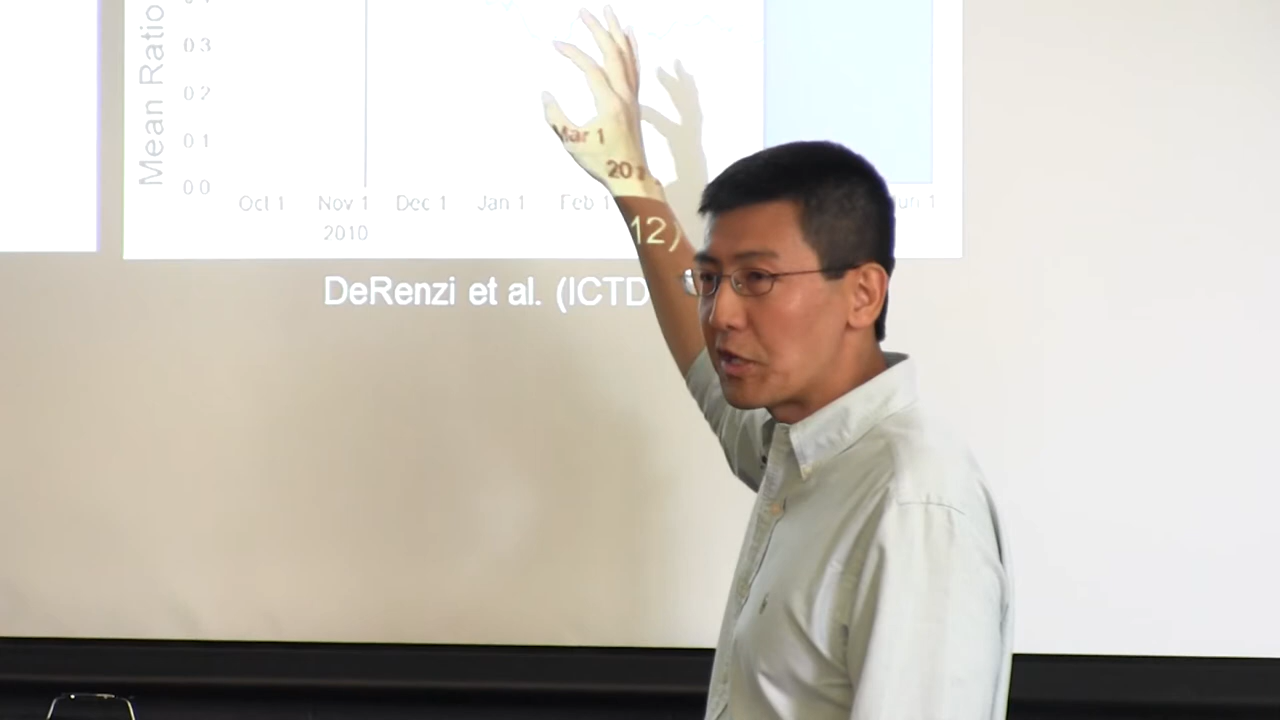 Mean Ratio
0 3
0 2
0 1
0 0
Oct 1 Nov 1 Dec 1 Jan 1 Feb 1 Mar 1
2010
DeRenzi et al. (ICTD 12)